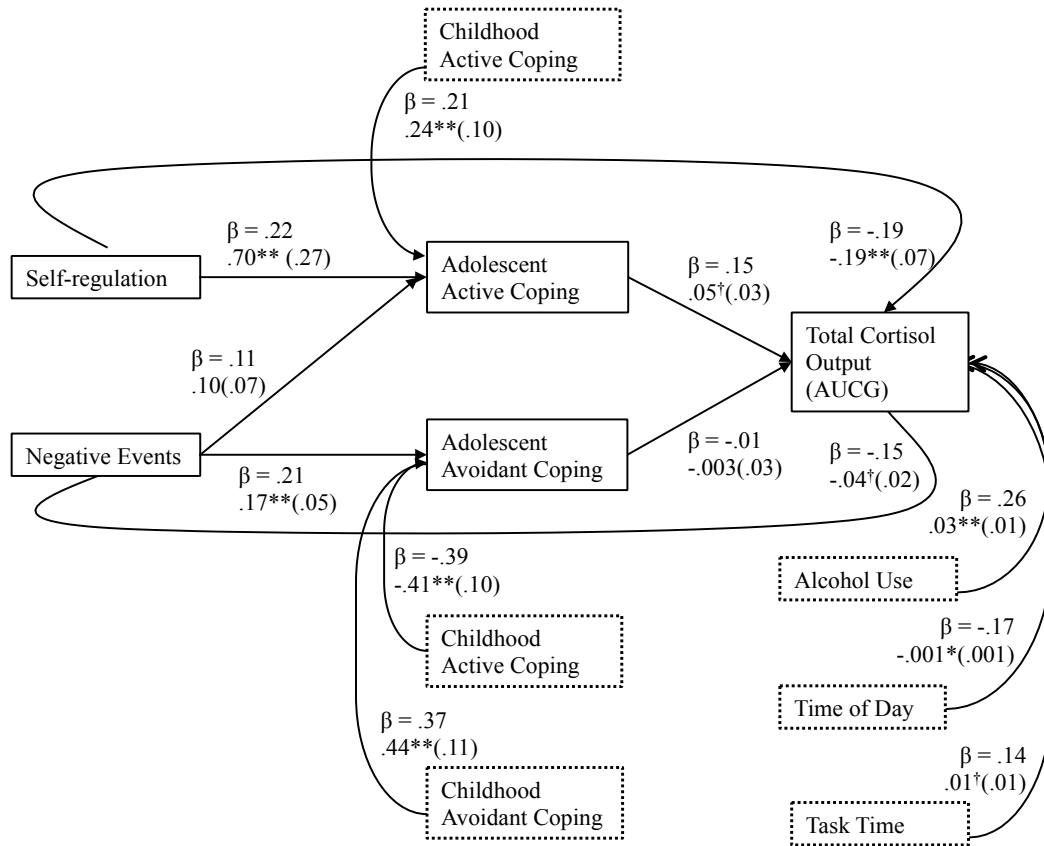 Childhood
Active Coping
β = .21
.24**(.10)
β = .22
.70** (.27)
β = -.19
-.19**(.07)
Self-regulation
Adolescent
Active Coping
β = .15
.05†(.03)
Total Cortisol
Output
(AUCG)
β = .11
.10(.07)
Negative Events
Adolescent
Avoidant Coping
β = -.01
-.003(.03)
β = -.15
-.04†(.02)
β = .21
.17**(.05)
β = .26
.03**(.01)
β = -.39
-.41**(.10)
Alcohol Use
Childhood
Active Coping
β = -.17
-.001*(.001)
Time of Day
β = .37
.44**(.11)
β = .14
.01†(.01)
Childhood
Avoidant Coping
Task Time